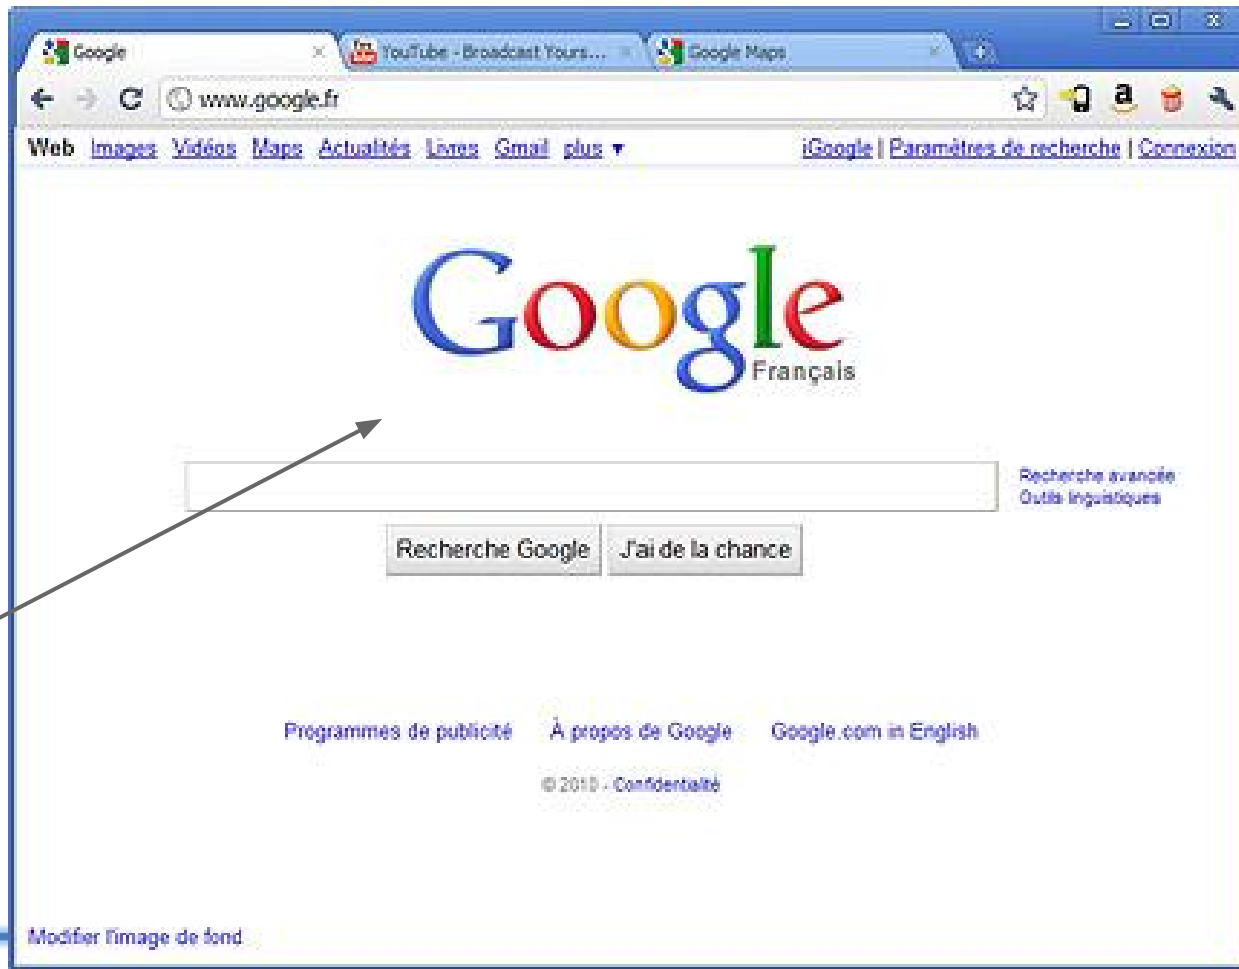 Google YouTube - Broadcast Yours... Google Maps
www.google.fr
Web Images Vidéos Maps Actualités Livres Gmail plus ▼ iGoogle | Paramètres de recherche | Connexion
Google
Français
Recherche avancée
Outils linguistiques
Recherche Google J'ai de la chance
Programmes de publicité À propos de Google Google.com in English
© 2010 - Confidentialité
Modifier l'image de fond